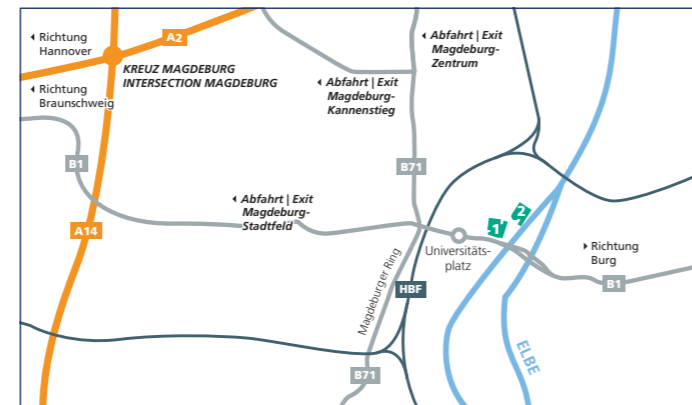 Richtung
Hannover
A2
KREUZ MAGDEBURG
INTERSECTION MAGDEBURG
Abfahrt | Exit
Magdeburg-
Zentrum
Abfahrt | Exit
Magdeburg-
Kannenstieg
Richtung
Braunschweig
B1
B71
Abfahrt | Exit
Magdeburg-
Stadtfeld
A14
1
2
Universitäts-
platz
Richtung
Burg
B1
HBF
Magdeburger Ring
ELBE
B71